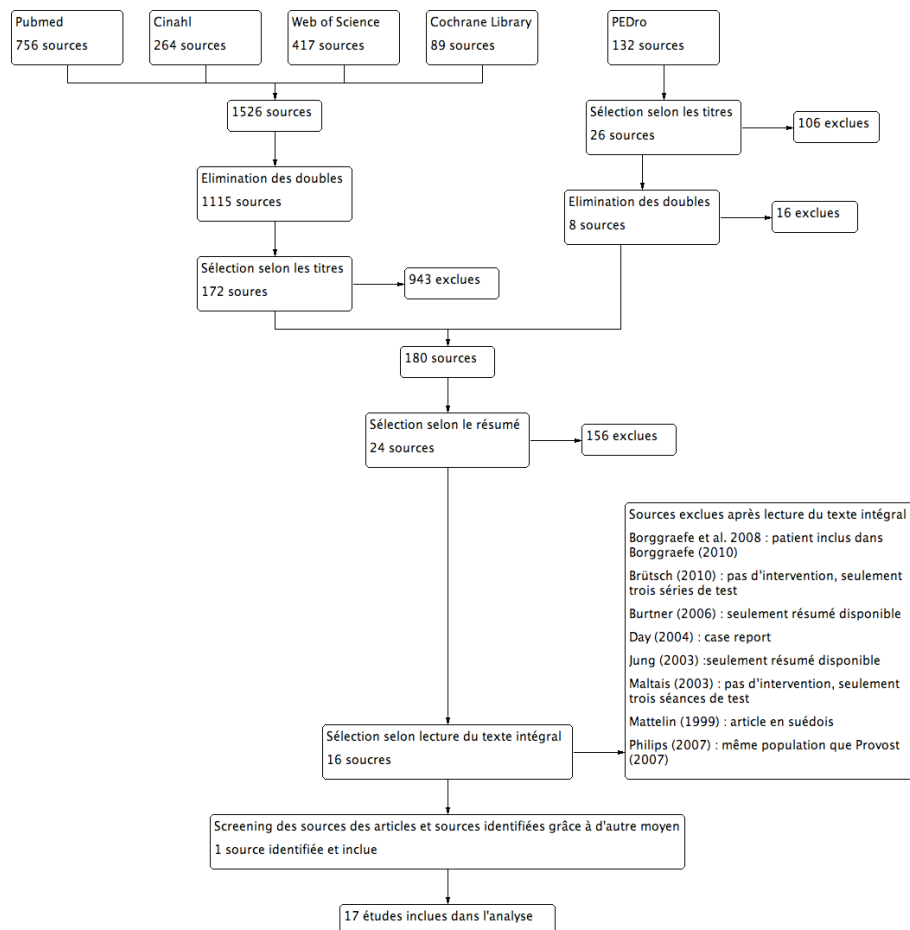 Pubmed
756 sources
Cinahl
264 sources
Web of Science
417 sources
Cochrane Library
89 sources
PEDro
132 sources
1526 sources
Sélection selon les titres
26 sources
106 exclues
Elimination des doubles
1115 sources
Elimination des doubles
8 sources
16 exclues
Sélection selon les titres
172 soures
943 exclues
180 sources
Sélection selon le résumé
24 sources
156 exclues
Sources exclues après lecture du texte intégral
Borggraefe et al. 2008 : patient inclus dans
Borggraefe (2010)
Brütsch (2010) : pas d'intervention, seulement
trois séries de test
Burtner (2006) : seulement résumé disponible
Day (2004) : case report
Jung (2003) :seulement résumé disponible
Maltais (2003) : pas d'intervention, seulement
trois séances de test
Mattelin (1999) : article en suédois
Philips (2007) : même population que Provost
(2007)
Sélection selon lecture du texte intégral
16 soucres
Screening des sources des articles et sources identifiées grâce à d'autre moyen
1 source identifiée et inclue
17 études inclues dans l'analyse